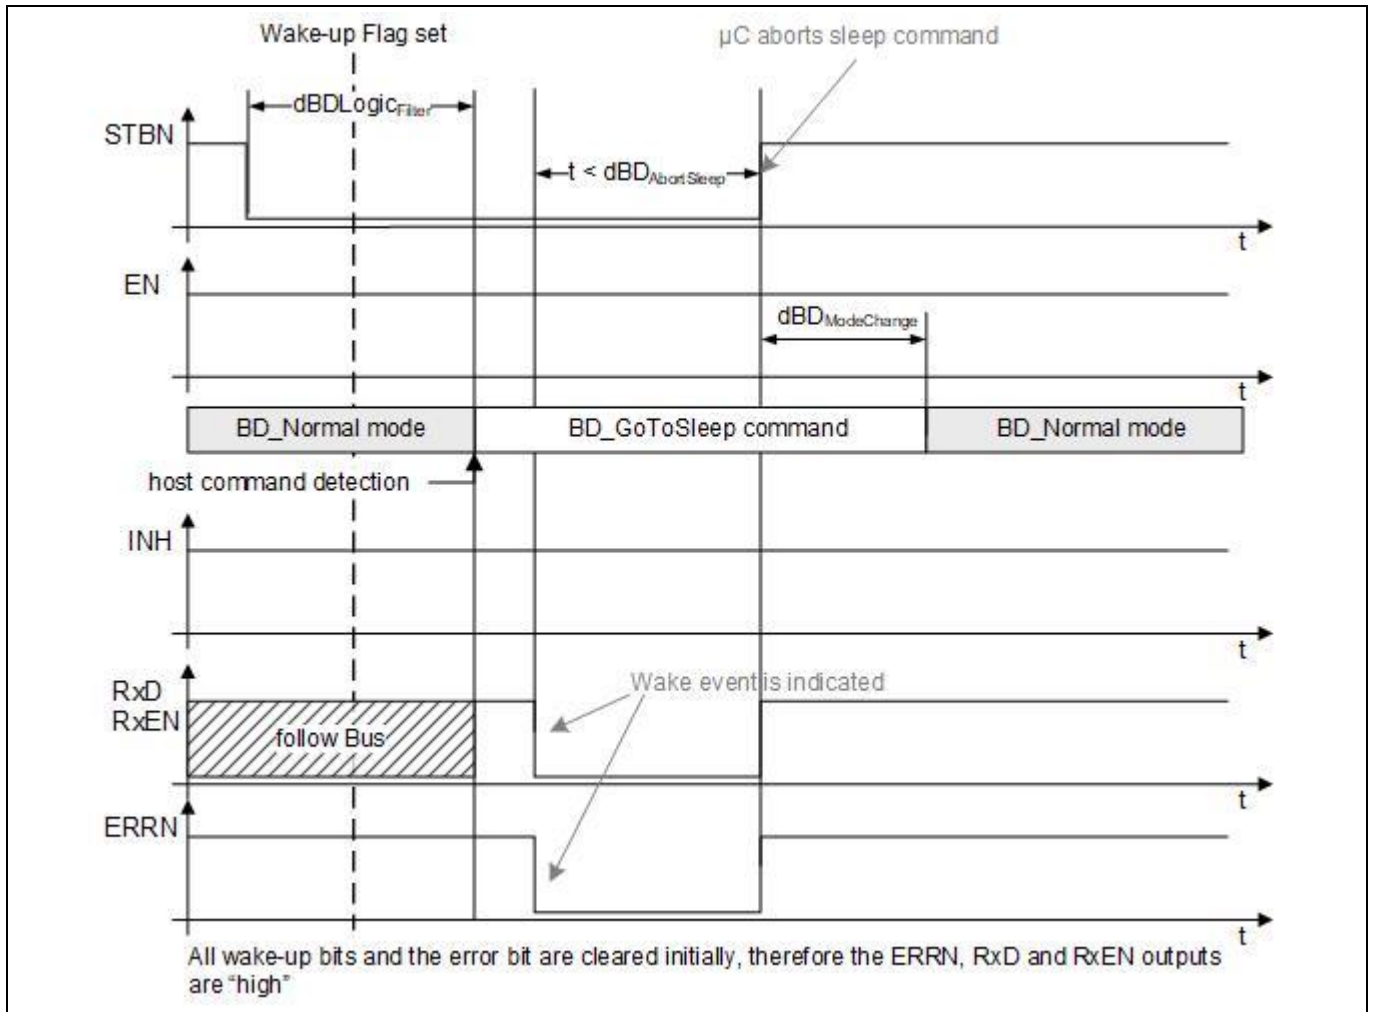 Wake-up Flag set
µC aborts sleep command
dBDLogicFilter
STBN
t < dBDAbortSleep
t
EN
dBDModeChange
t
BD_Normal mode
BD_GoToSleep command
BD_Normal mode
host command detection
INH
t
RxD
RxEN
Wake event is indicated
follow Bus
t
ERRN
t
All wake-up bits and the error bit are cleared initially, therefore the ERRN, RxD and RxEN outputs
are “high”